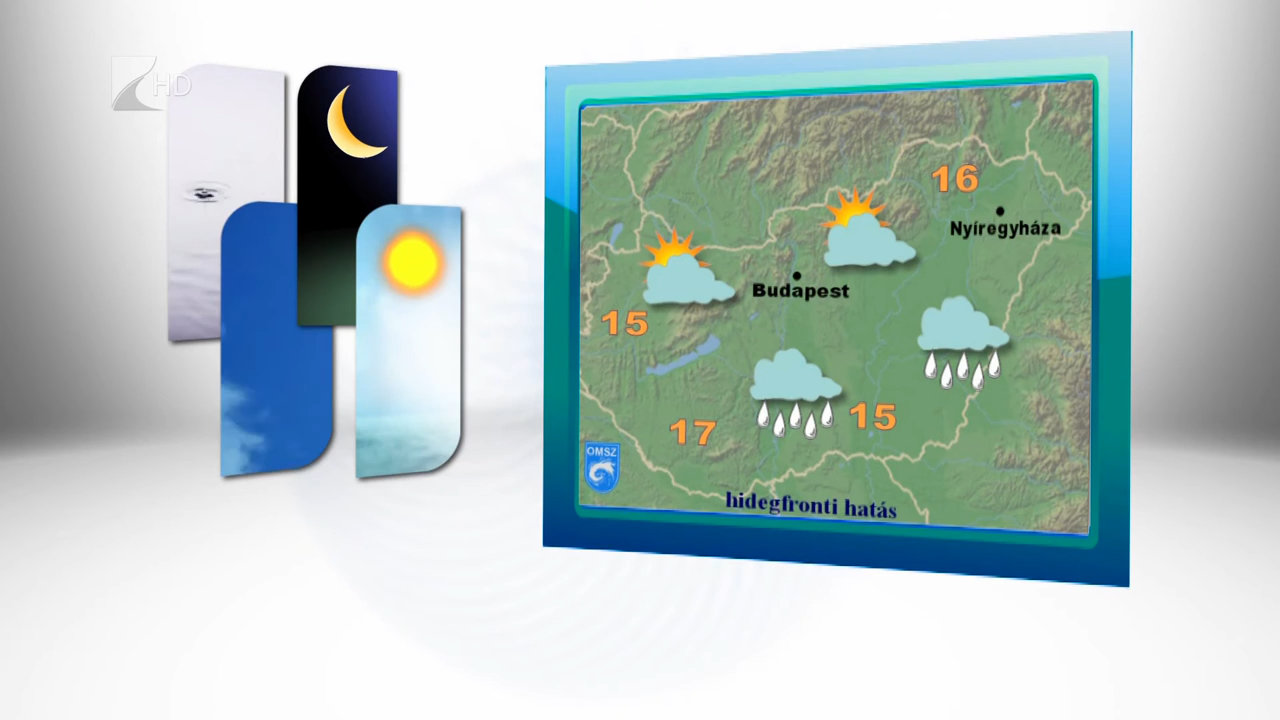 HD
16
Nyíregyháza
Budapest
15
15
17
OMSZ
hidegfronti hatás